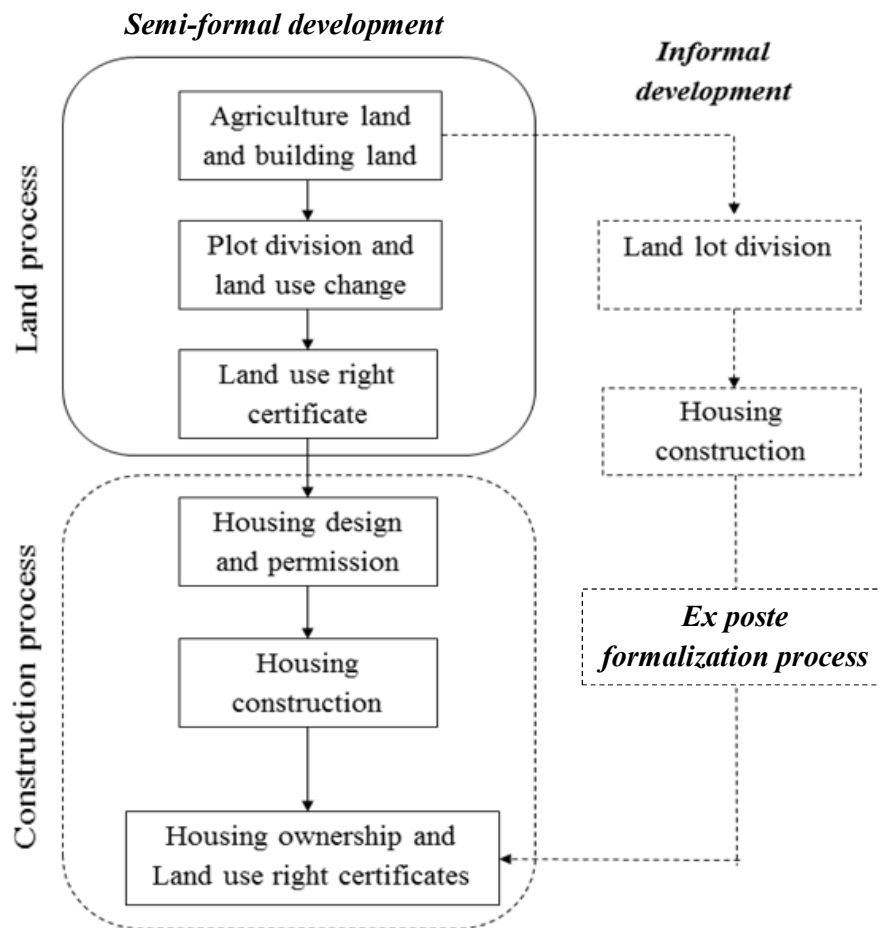 Semi-formal development
Informal
development
Land process
Agriculture land
and building land
Plot division and
land use change
Land use right
certificate
Land lot division
Housing
construction
Construction process
Housing design
and permission
Housing
construction
Housing ownership and
Land use right certificates
Ex poste
formalization process